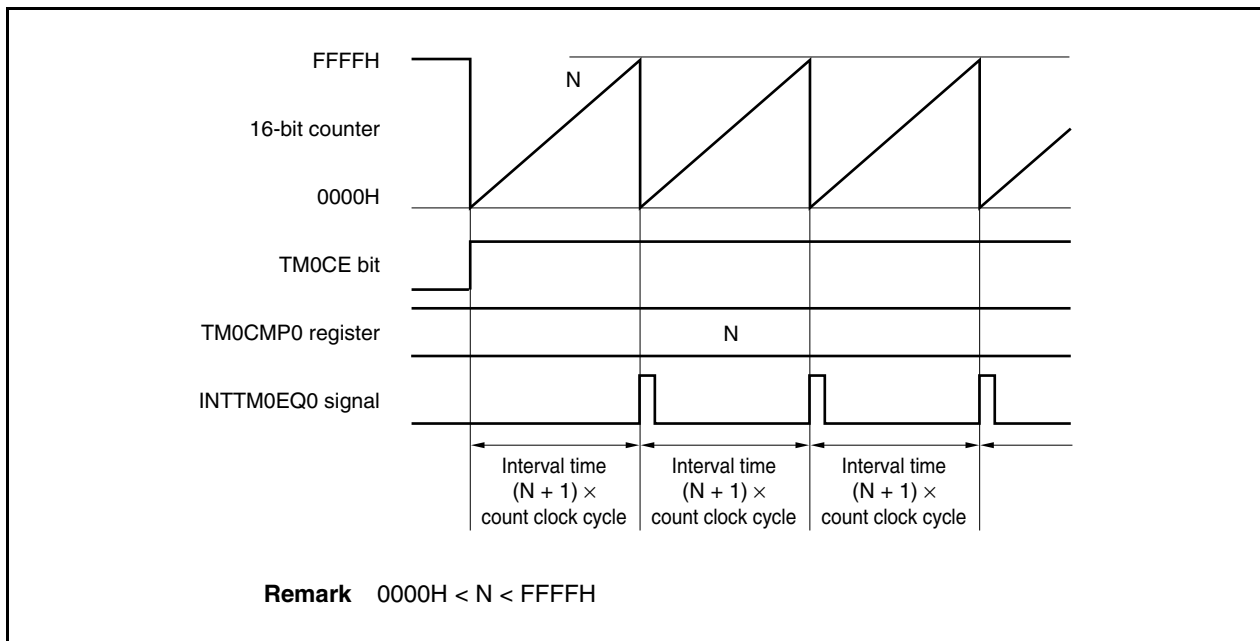 FFFFH
N
16-bit counter
0000H
TM0CE bit
TM0CMP0 register
N
INTTM0EQ0 signal
Interval time
(N + 1) ×
count clock cycle
Interval time
(N + 1) ×
count clock cycle
Interval time
(N + 1) ×
count clock cycle
Remark 0000H < N < FFFFH